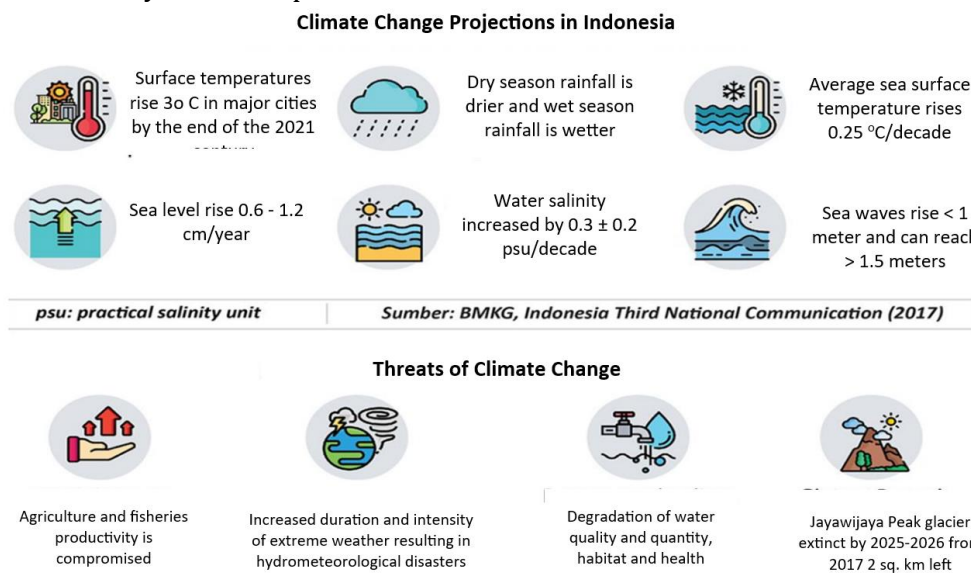 Climate Change Projections in Indonesia
Surface temperatures
rise 3o C in major cities
by the end of the 2021
Dry season rainfall is
drier and wet season
rainfall is wetter
Average sea surface
temperature rises
0.25 °C/decade
Sea level rise 0.6 - 1.2
cm/year
Water salinity
increased by 0.3 ± 0.2
psu/decade
Sea waves rise < 1
meter and can reach
> 1.5 meters
psu: practical salinity unit
Sumber: BMKG, Indonesia Third National Communication (2017)
Threats of Climate Change
Agriculture and fisheries
productivity is
compromised
Increased duration and intensity
of extreme weather resulting in
hydrometeorological disasters
Degradation of water
quality and quantity,
habitat and health
Jayawijaya Peak glacier
extinct by 2025-2026 from
2017 2 sq. km left